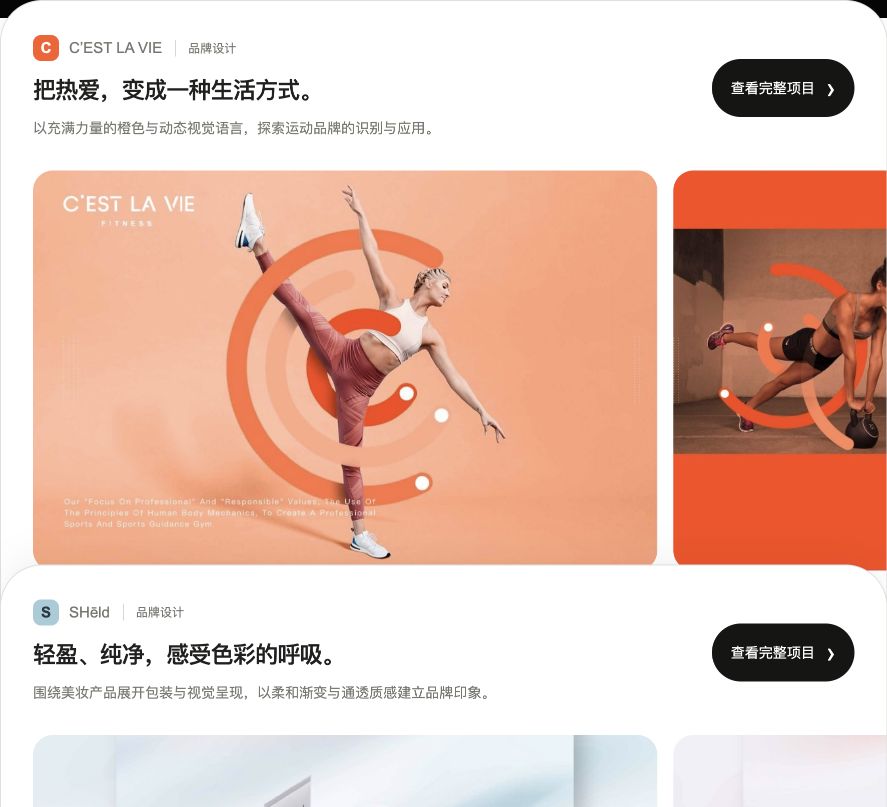 C C'EST LA VIE 品牌设计
把热爱，变成一种生活方式。
以充满力量的橙色与动态视觉语言，探索运动品牌的识别与应用。
查看完整项目 ❯
C'EST LA VIE
FITNESS
Our "Focus On Professional" And "Responsible" Values, The Use Of
The Principles Of Human Body Mechanics, To Create A Professional
Sports And Sports Guidance Gym.
S SHēld 品牌设计
轻盈、纯净，感受色彩的呼吸。
围绕美妆产品展开包装与视觉呈现，以柔和渐变与通透质感建立品牌印象。
查看完整项目 ❯